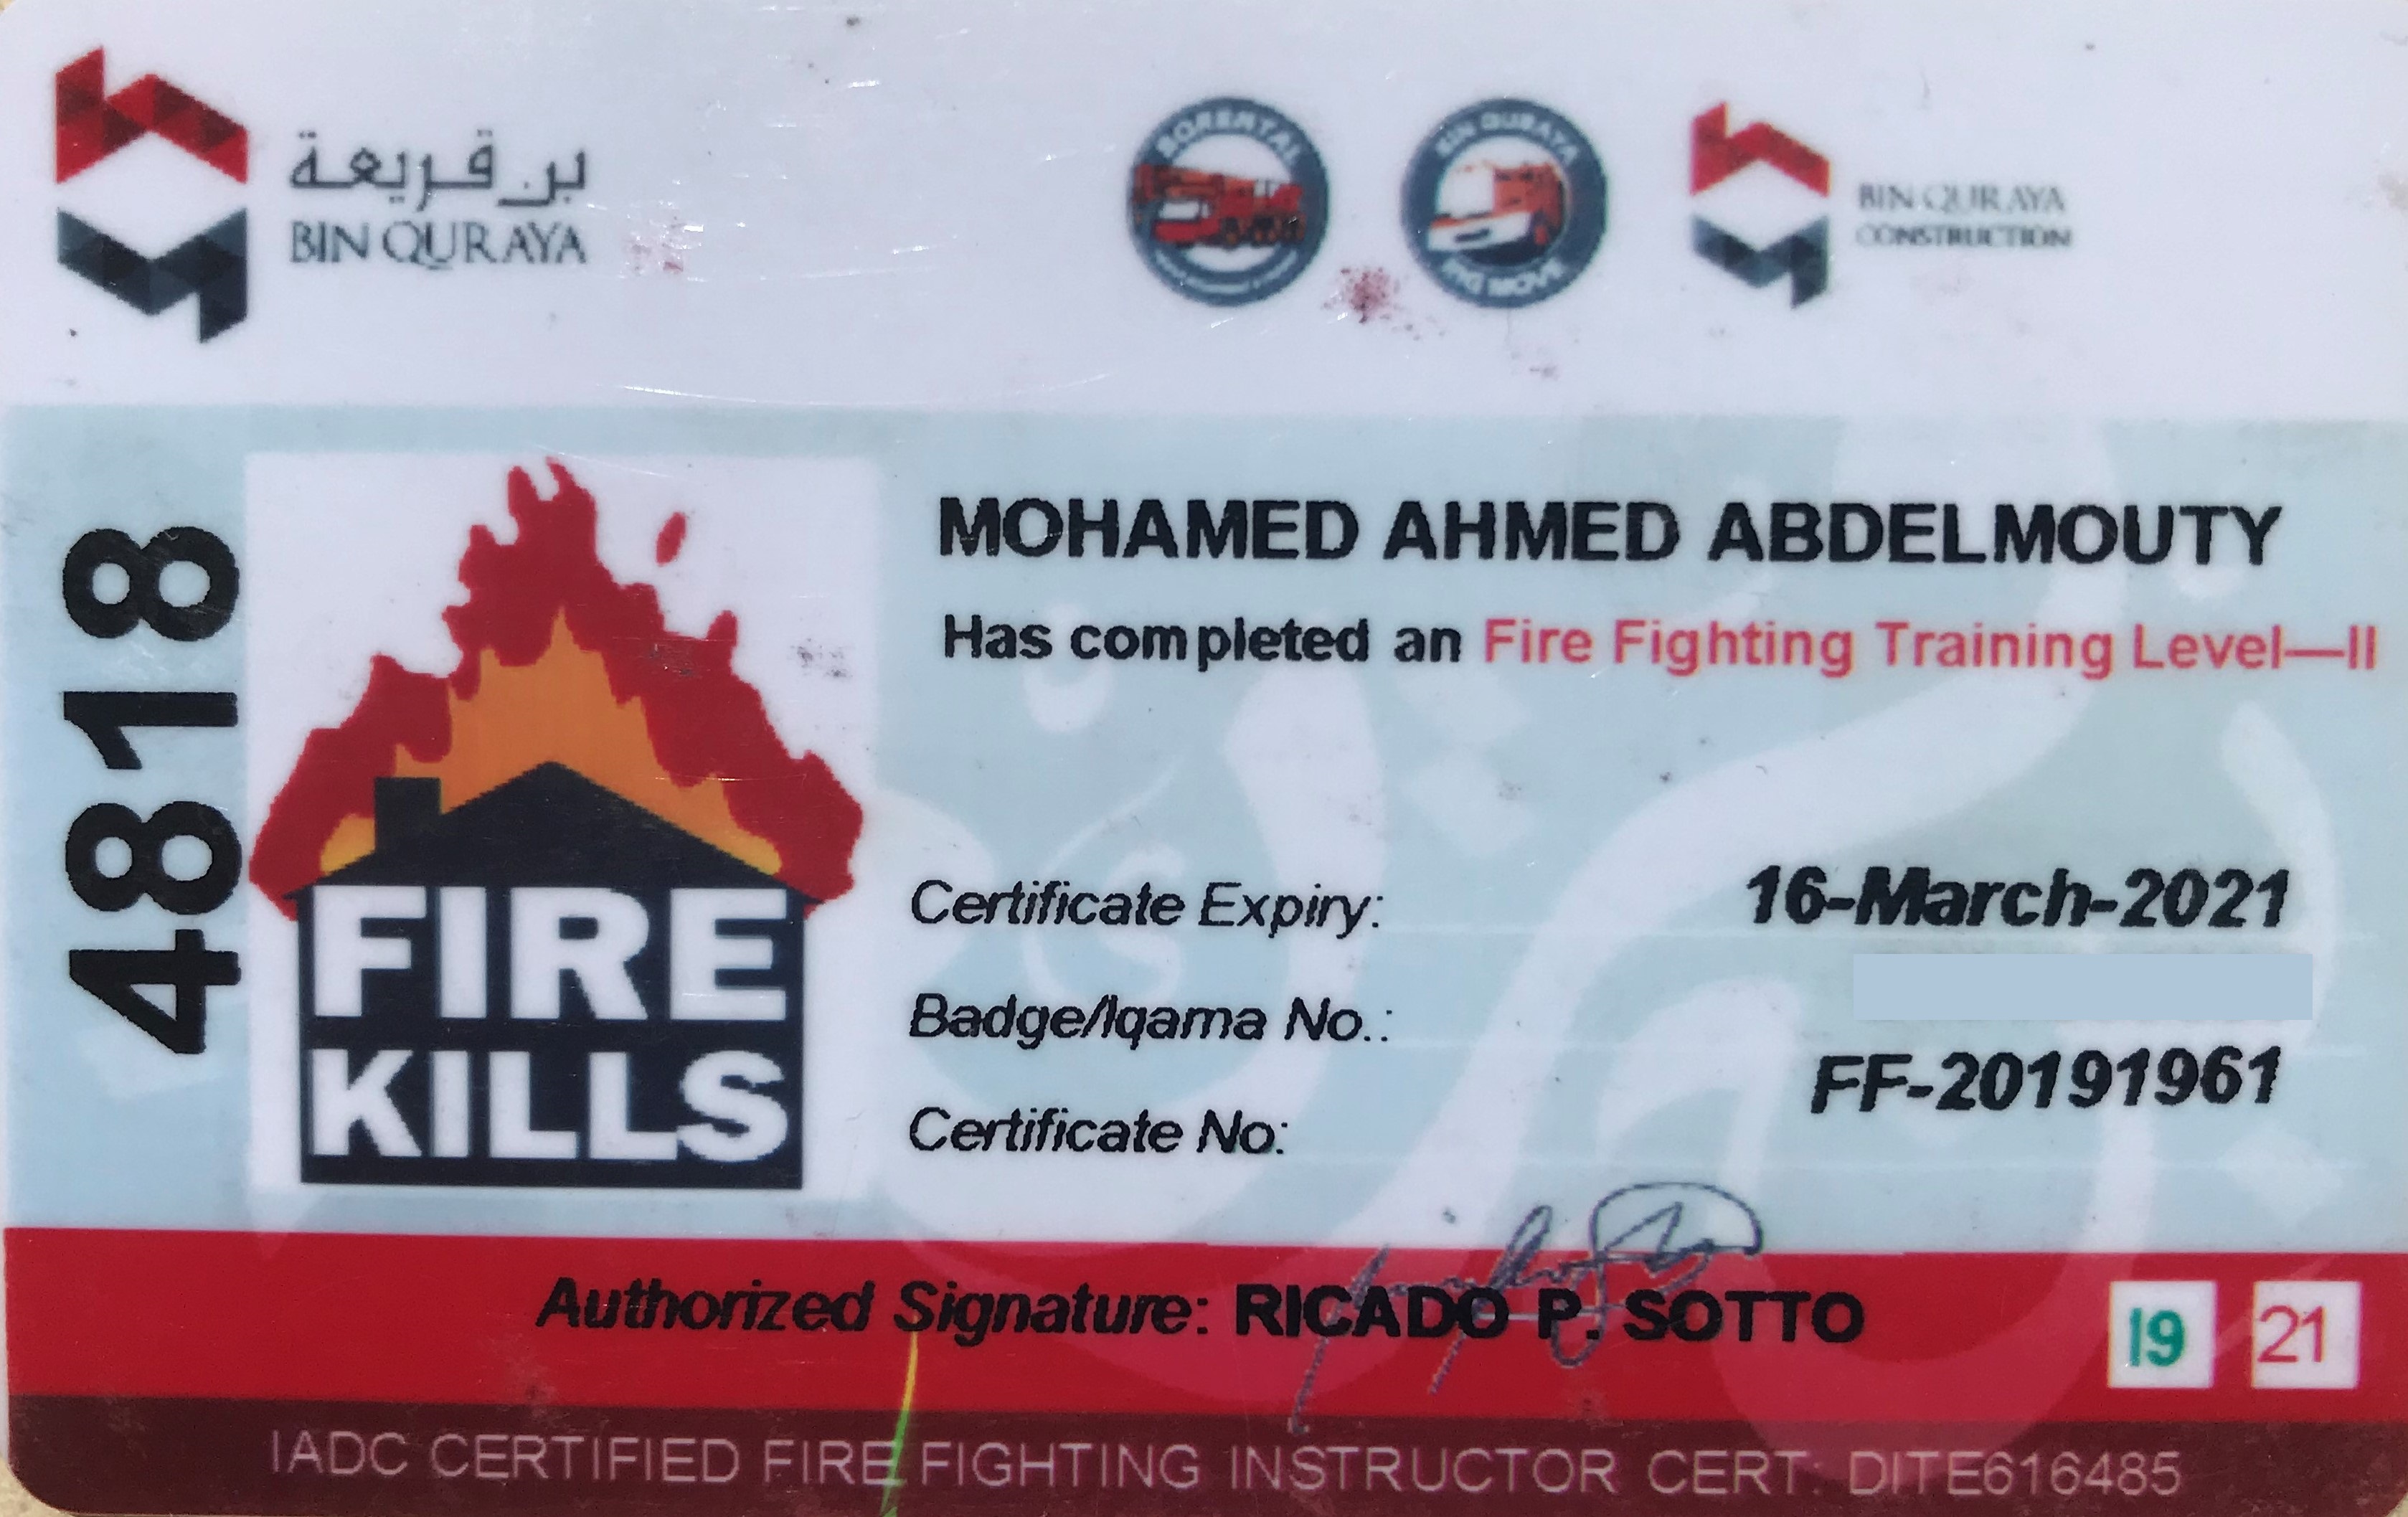 بن قريعة
BIN QURAYA
BQRENTAL
BIN QURAYA
RIG MOVE
BIN QURAYA
CONSTRUCTION
4818
FIRE
KILLS
MOHAMED AHMED ABDELMOUTY
Has completed an Fire Fighting Training Level—II
Certificate Expiry: 16-March-2021
Badge/Iqama No.:
Certificate No: FF-20191961
Authorized Signature: RICADO P. SOTTO
19 21
IADC CERTIFIED FIRE FIGHTING INSTRUCTOR CERT: DITE616485